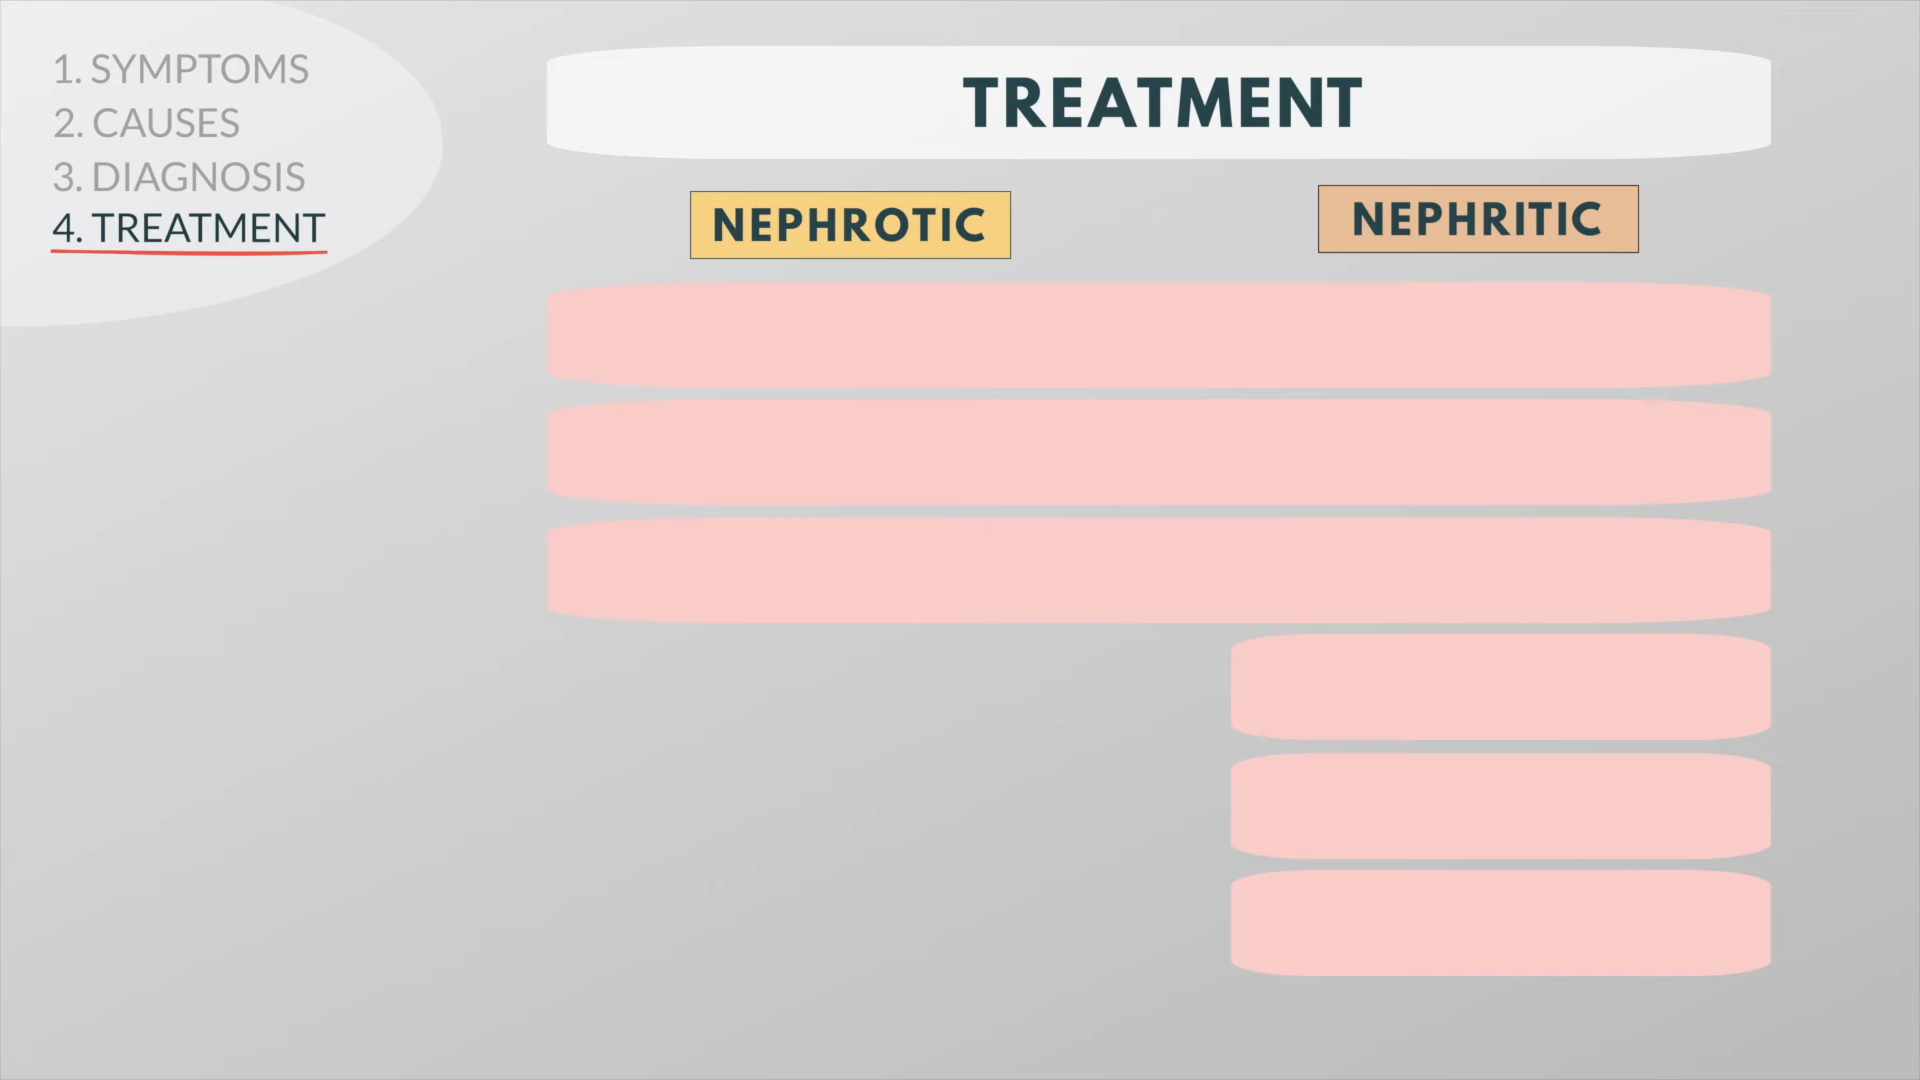 1. SYMPTOMS
2. CAUSES
3. DIAGNOSIS
4. TREATMENT
TREATMENT
NEPHROTIC
NEPHRITIC